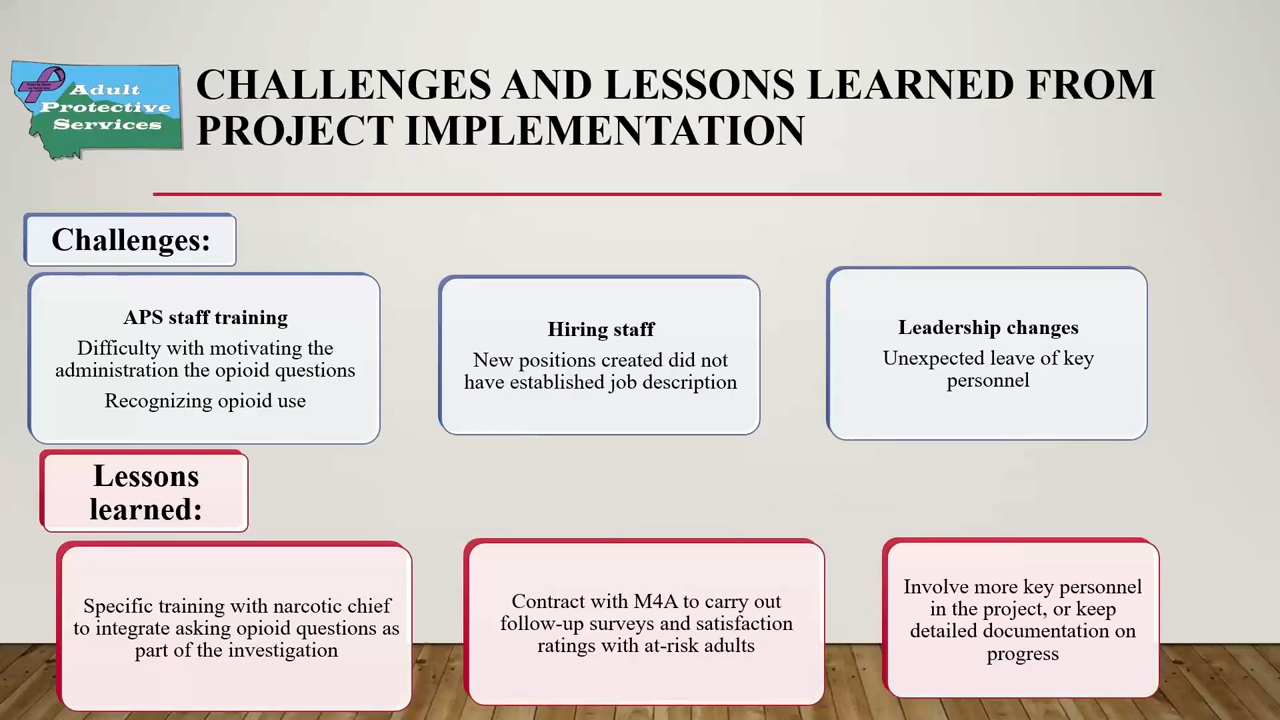 Adult
Protective
Services
CHALLENGES AND LESSONS LEARNED FROM
PROJECT IMPLEMENTATION
Challenges:
APS staff training
Difficulty with motivating the
administration the opioid questions
Recognizing opioid use
Hiring staff
New positions created did not
have established job description
Leadership changes
Unexpected leave of key
personnel
Lessons
learned:
Specific training with narcotic chief
to integrate asking opioid questions as
part of the investigation
Contract with M4A to carry out
follow-up surveys and satisfaction
ratings with at-risk adults
Involve more key personnel
in the project, or keep
detailed documentation on
progress